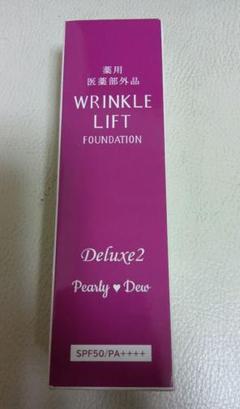 薬用
医薬部外品
WRINKLE
LIFT
FOUNDATION
Deluxe2
Pearly ♥ Dew
SPF50/PA++++